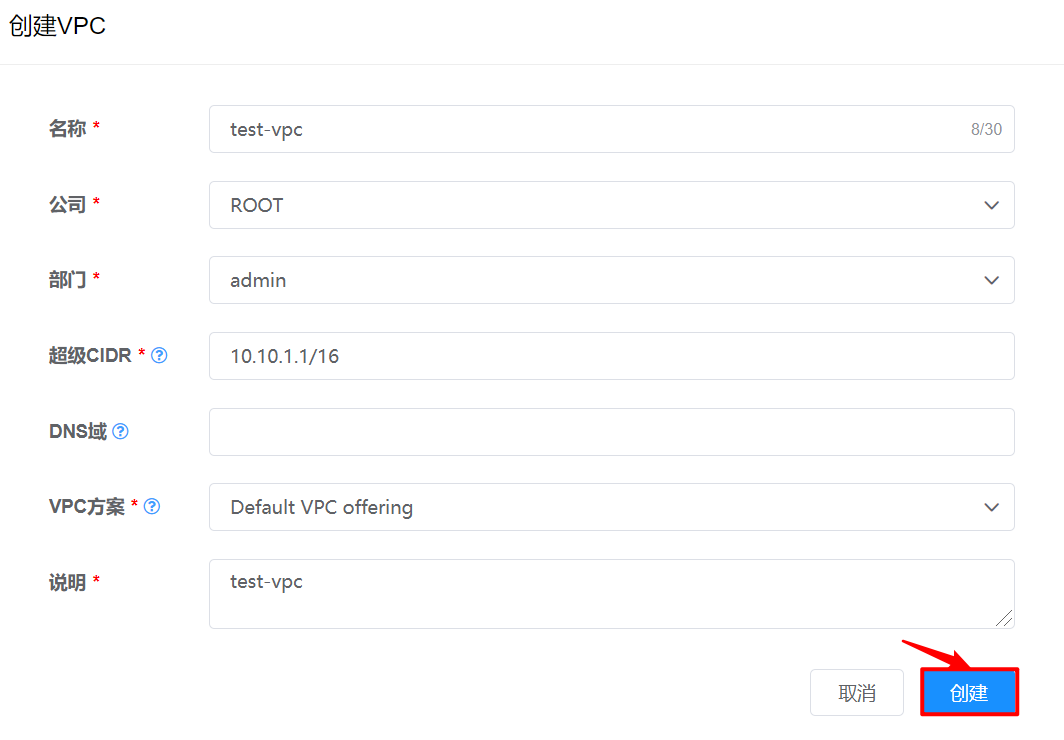 创建VPC
名称 * test-vpc 8/30
公司 * ROOT
部门 * admin
超级CIDR * ? 10.10.1.1/16
DNS域 ?
VPC方案 * ? Default VPC offering
说明 * test-vpc
取消 创建